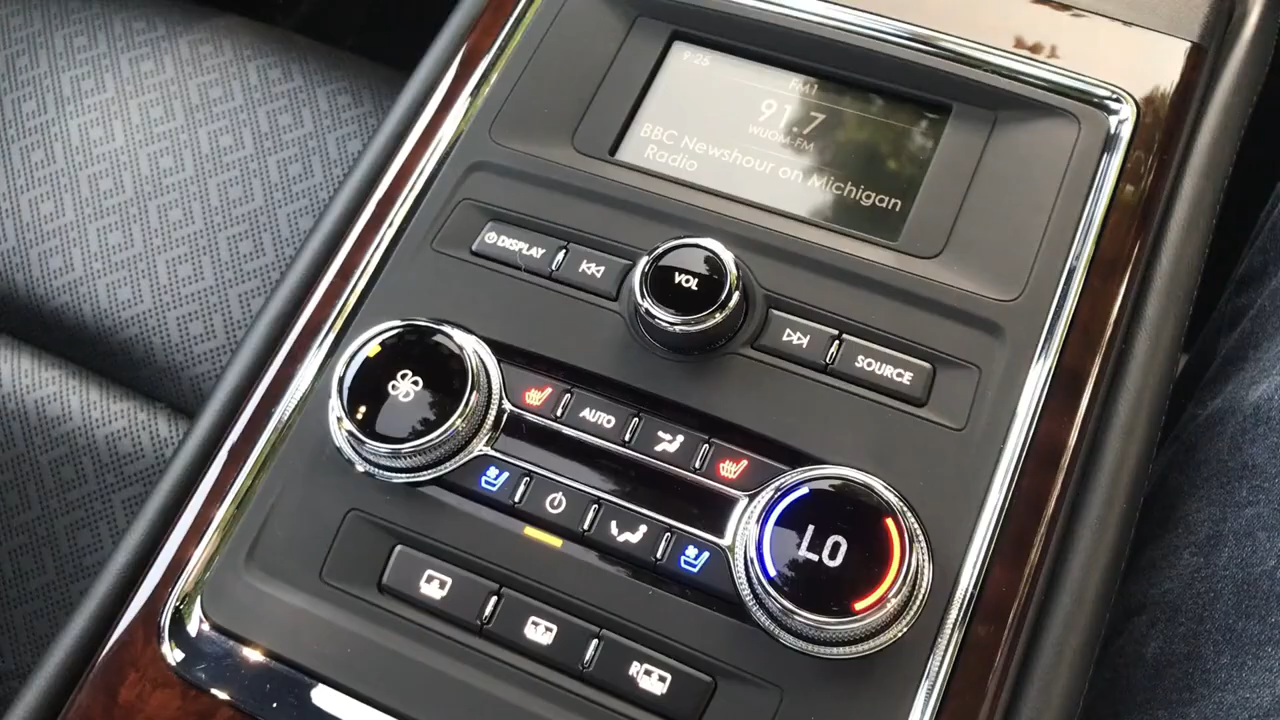 9:25
FM1
91.7
WUOM-FM
BBC Newshour on Michigan
Radio
DISPLAY
VOL
SOURCE
AUTO
LO
R